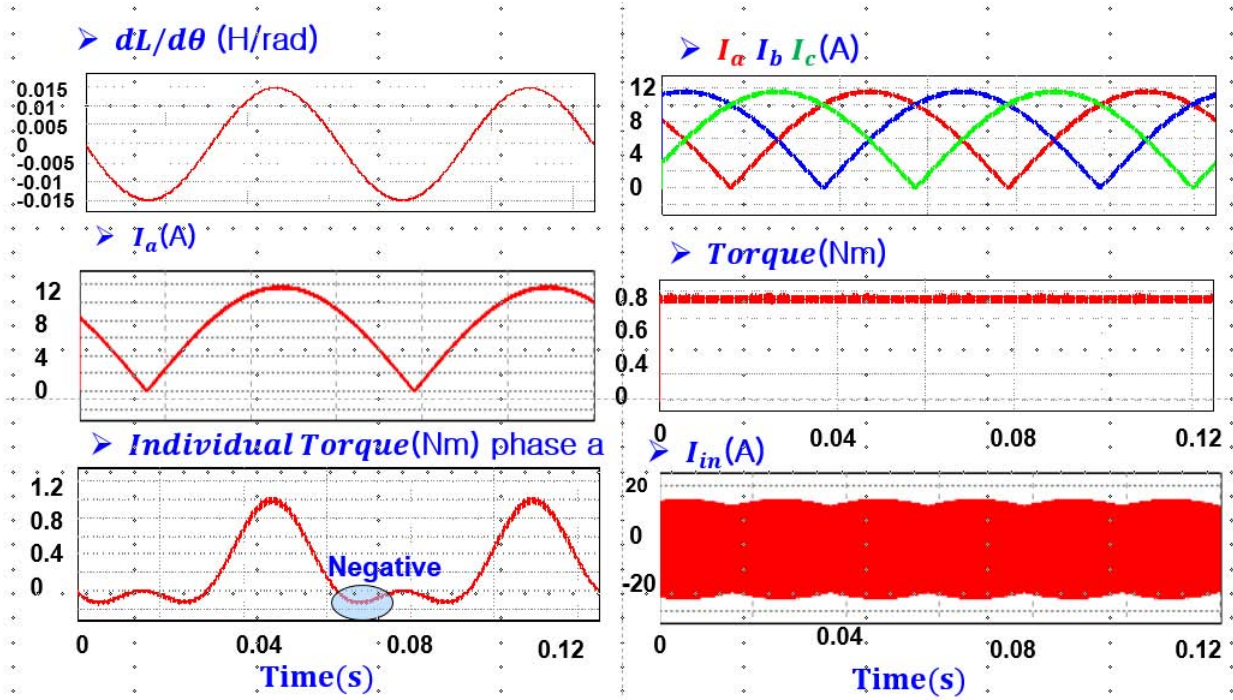 ➢ dL/dθ (H/rad)
0.015
0.01
0.005
0
-0.005
-0.01
-0.015
➢ Ia(A)
12
8
4
0
➢ Individual Torque(Nm) phase a
1.2
0.8
0.4
0
Negative
0 0.04 0.08 0.12
Time(s)
➢ Ia Ib Ic(A)
12
8
4
0
➢ Torque(Nm)
0.8
0.6
0.4
0
0 0.04 0.08 0.12
➢ Iin(A)
20
0
-20
0 0.04 0.08 0.12
Time(s)